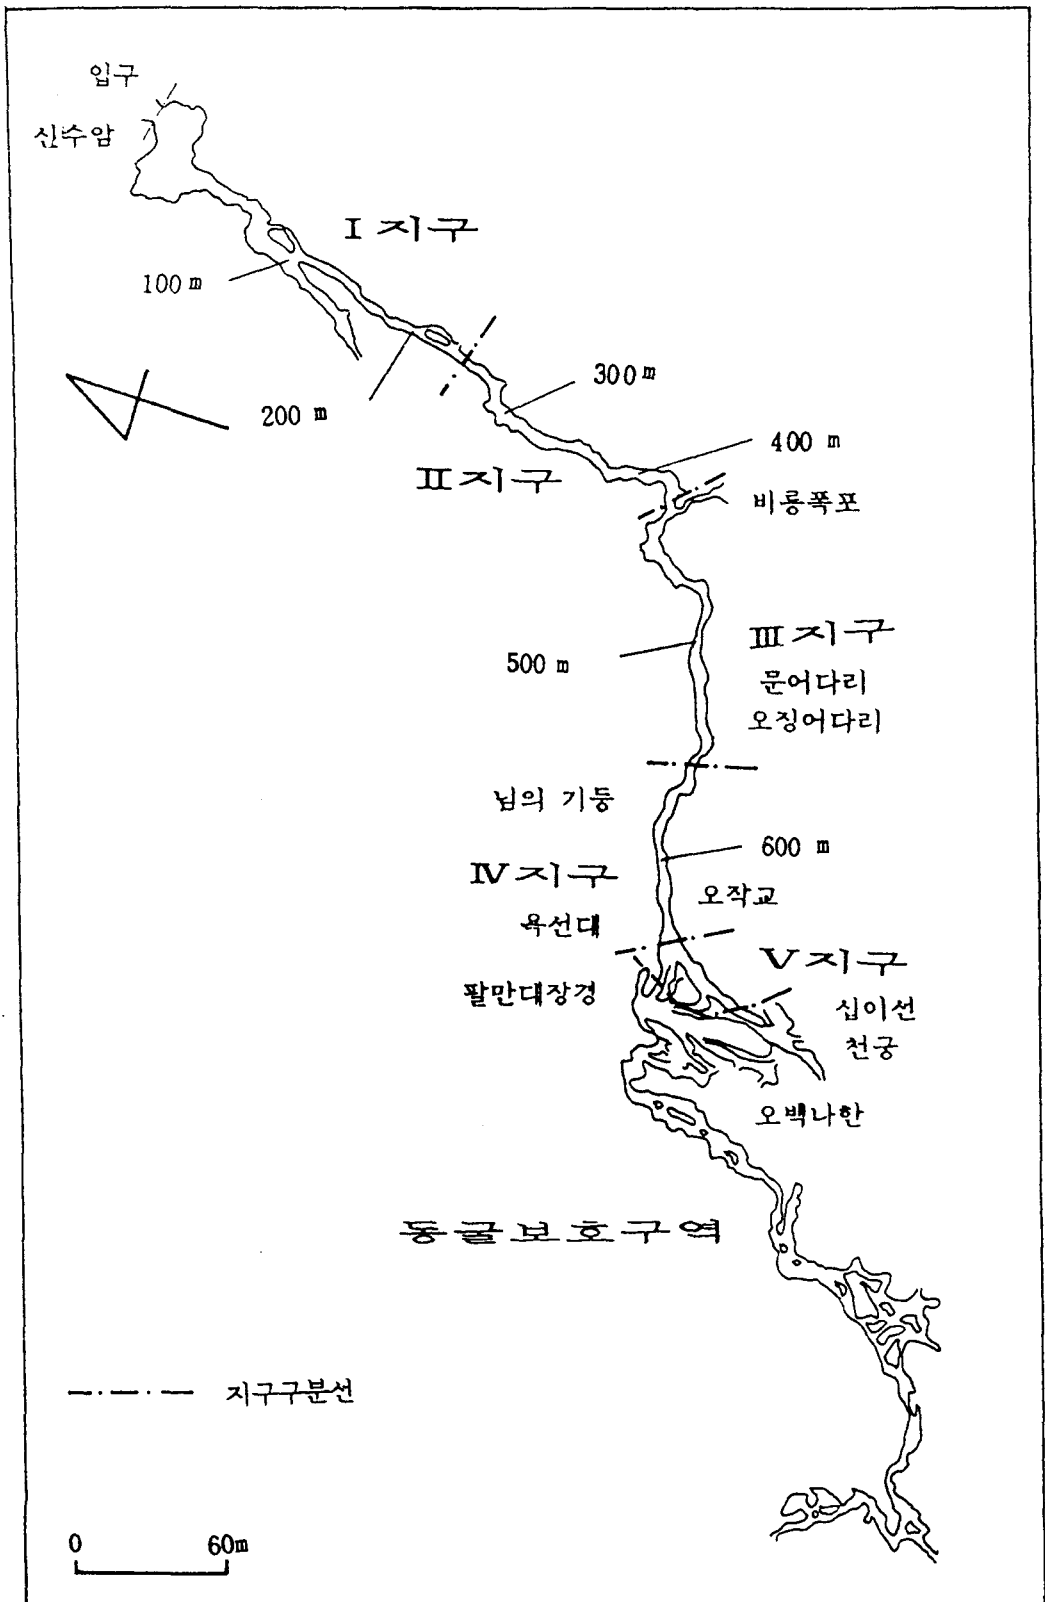 입구
신수암
I 지구
100 m
300 m
200 m
400 m
II 지구
비룡폭포
III 지구
500 m
문어다리
오징어다리
님의 기둥
600 m
IV 지구
오작교
욕선대
V 지구
팔만대장경
십이선
천궁
오백나한
동굴보호구역
지구구분선
0 60m